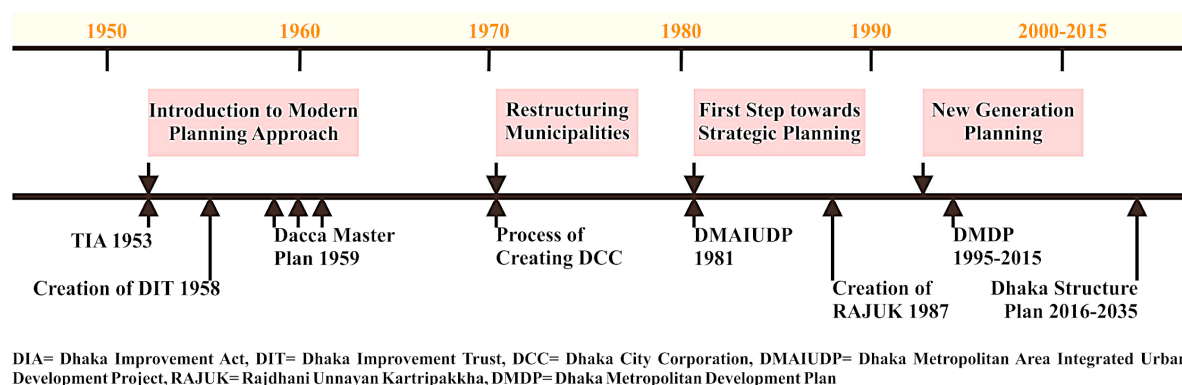 1950 1960 1970 1980 1990 2000-2015
Introduction to Modern
Planning Approach
Restructuring
Municipalities
First Step towards
Strategic Planning
New Generation
Planning
TIA 1953
Creation of DIT 1958
Dacca Master
Plan 1959
Process of
Creating DCC
DMAIUDP
1981
Creation of
RAJUK 1987
DMDP
1995-2015
Dhaka Structure
Plan 2016-2035
DIA= Dhaka Improvement Act, DIT= Dhaka Improvement Trust, DCC= Dhaka City Corporation, DMAIUDP= Dhaka Metropolitan Area Integrated Urban
Development Project, RAJUK= Rajdhani Unnayan Kartripakkha, DMDP= Dhaka Metropolitan Development Plan